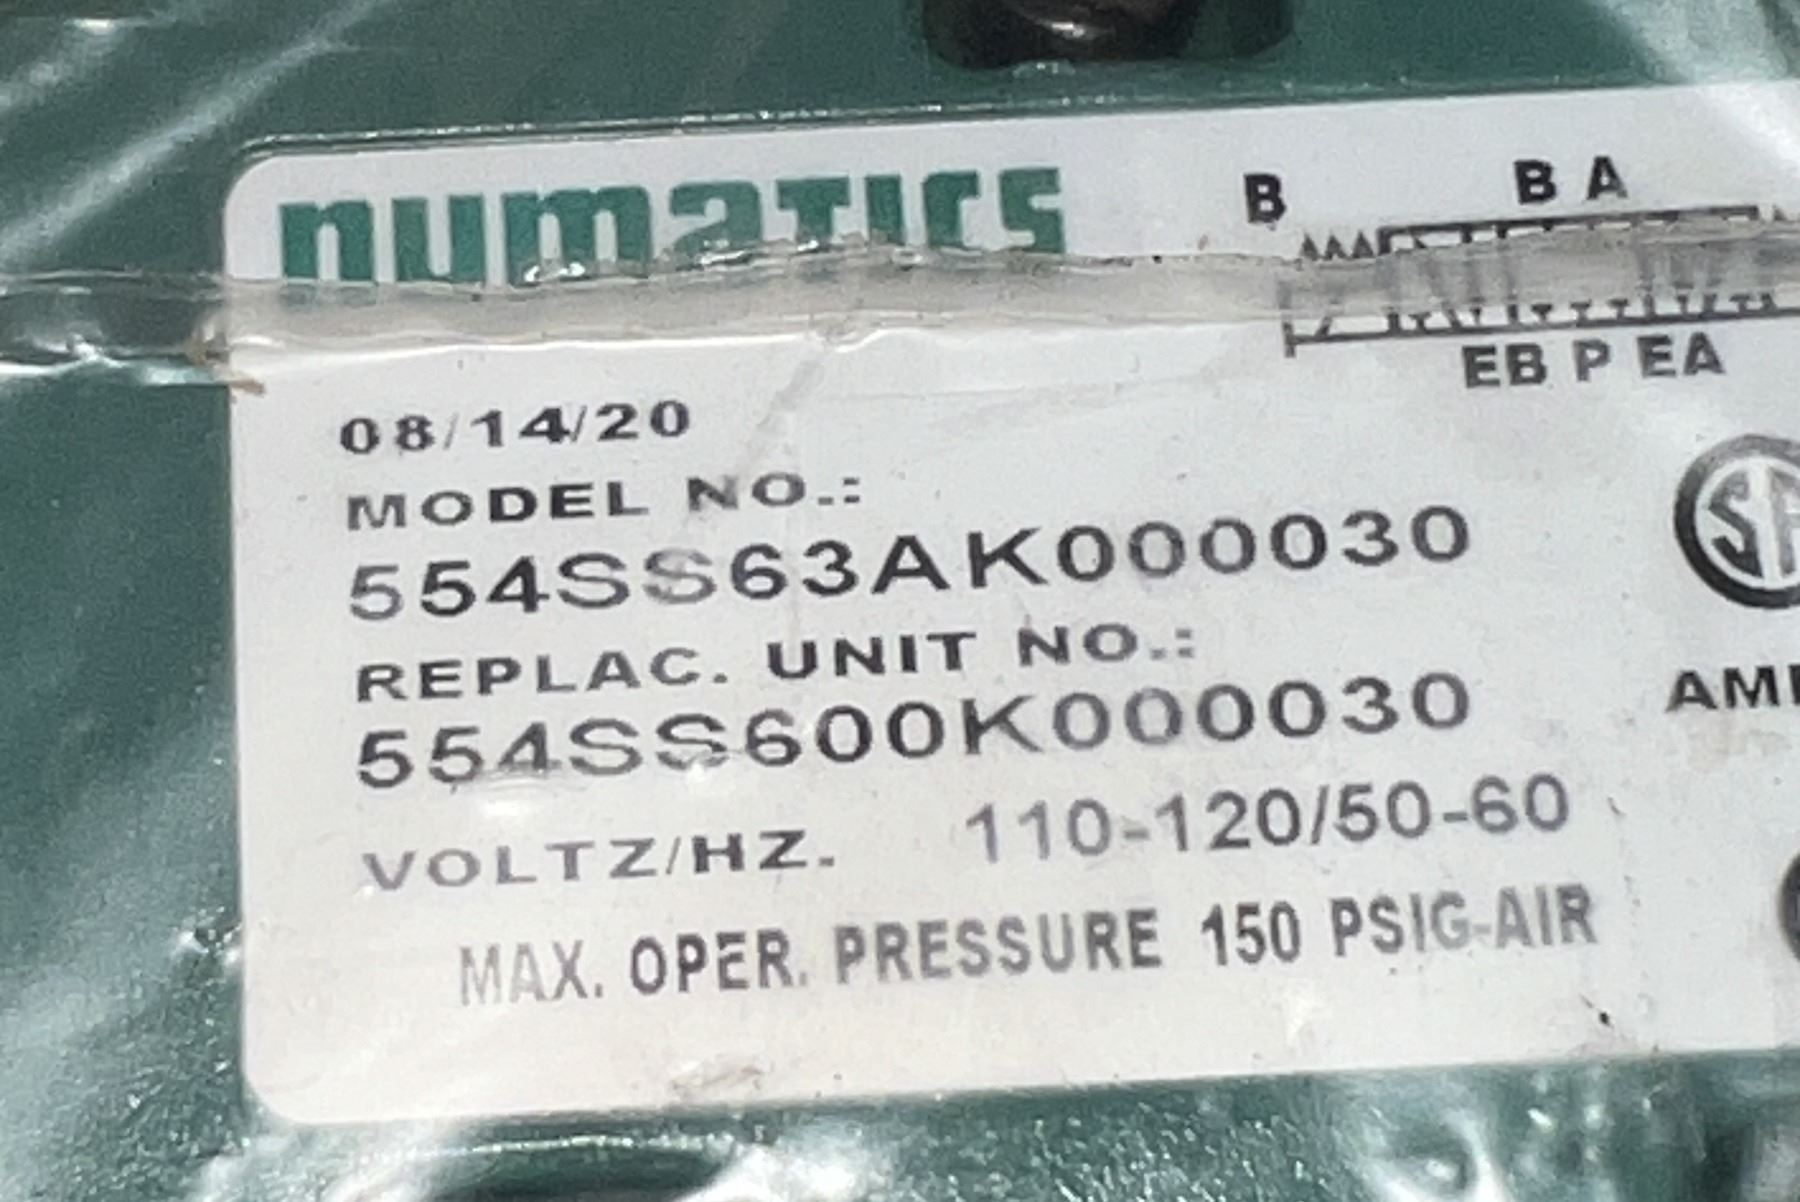 numatics
B
B A
EB P EA
08/14/20
MODEL NO.:
554SS63AK000030
REPLAC. UNIT NO.:
554SS600K000030
VOLTZ/HZ. 110-120/50-60
MAX. OPER. PRESSURE 150 PSIG-AIR